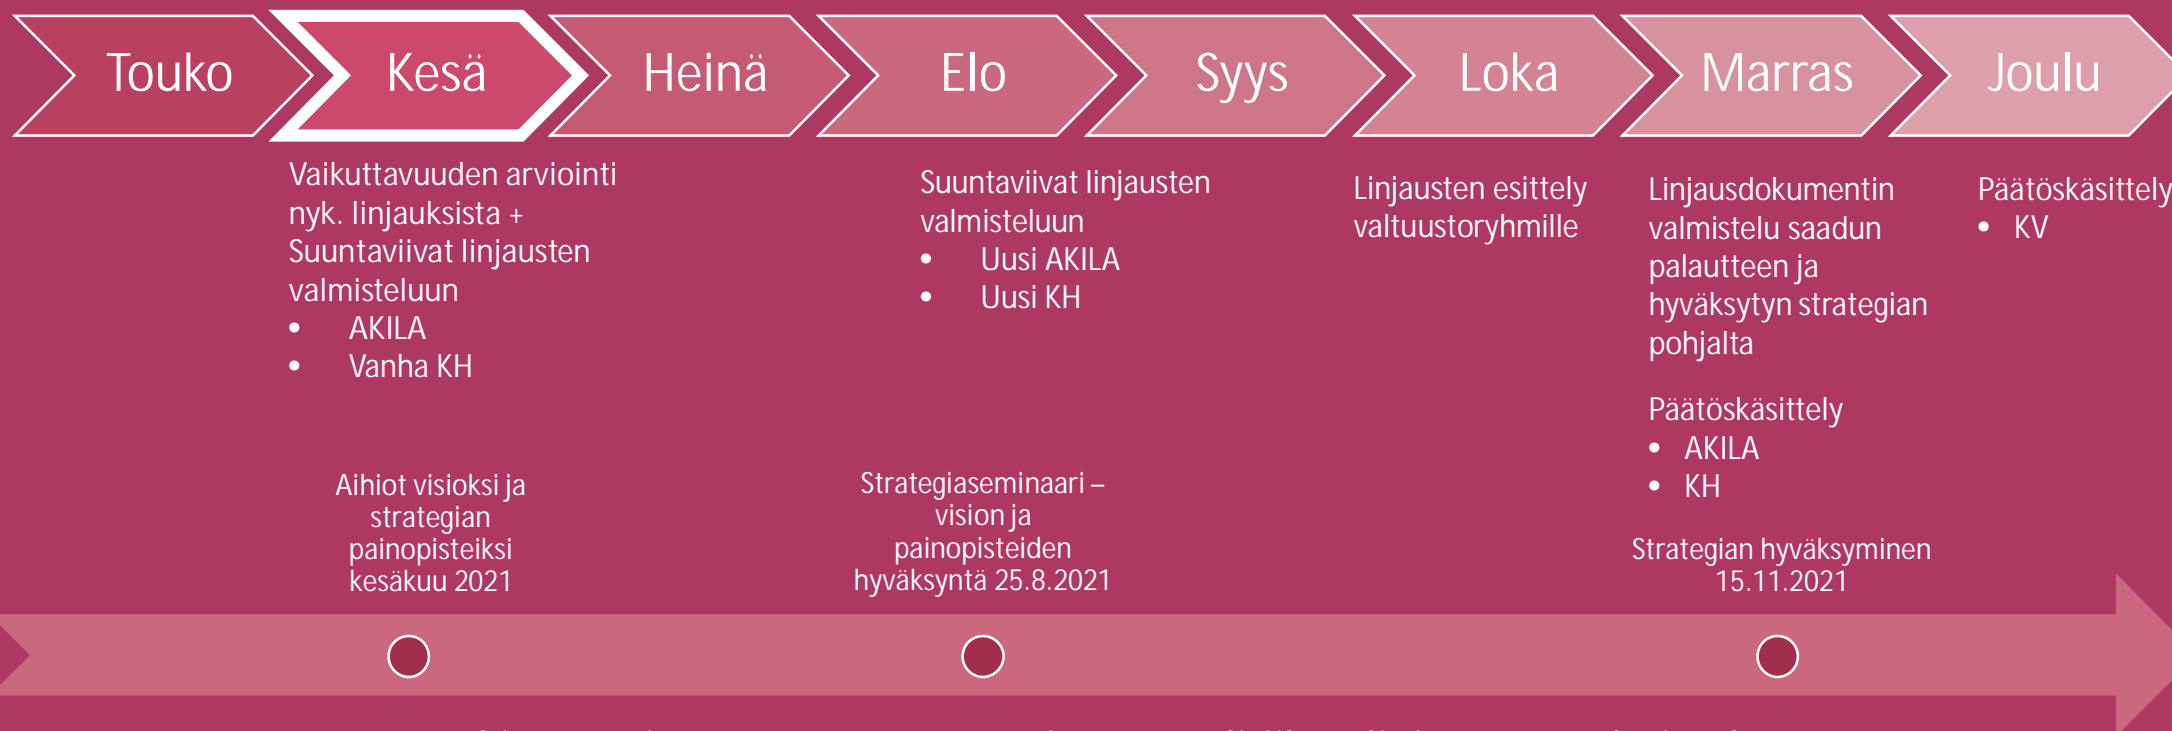 Touko
Kesä
Heinä
Elo
Syys
Loka
Marras
Joulu
Vaikuttavuuden arviointi
nyk. linjauksista +
Suuntaviivat linjausten
valmisteluun
• AKILA
• Vanha KH
Suuntaviivat linjausten
valmisteluun
• Uusi AKILA
• Uusi KH
Linjausten esittely
valtuustoryhmille
Linjausdokumentin
valmistelu saadun
palautteen ja
hyväksytyn strategian
pohjalta
Päätöskäsittely
• AKILA
• KH
Päätöskäsittely
• KV
Aihiot visioksi ja
strategian
painopisteiksi
kesäkuu 2021
Strategiaseminaari –
vision ja
painopisteiden
hyväksyntä 25.8.2021
Strategian hyväksyminen
15.11.2021